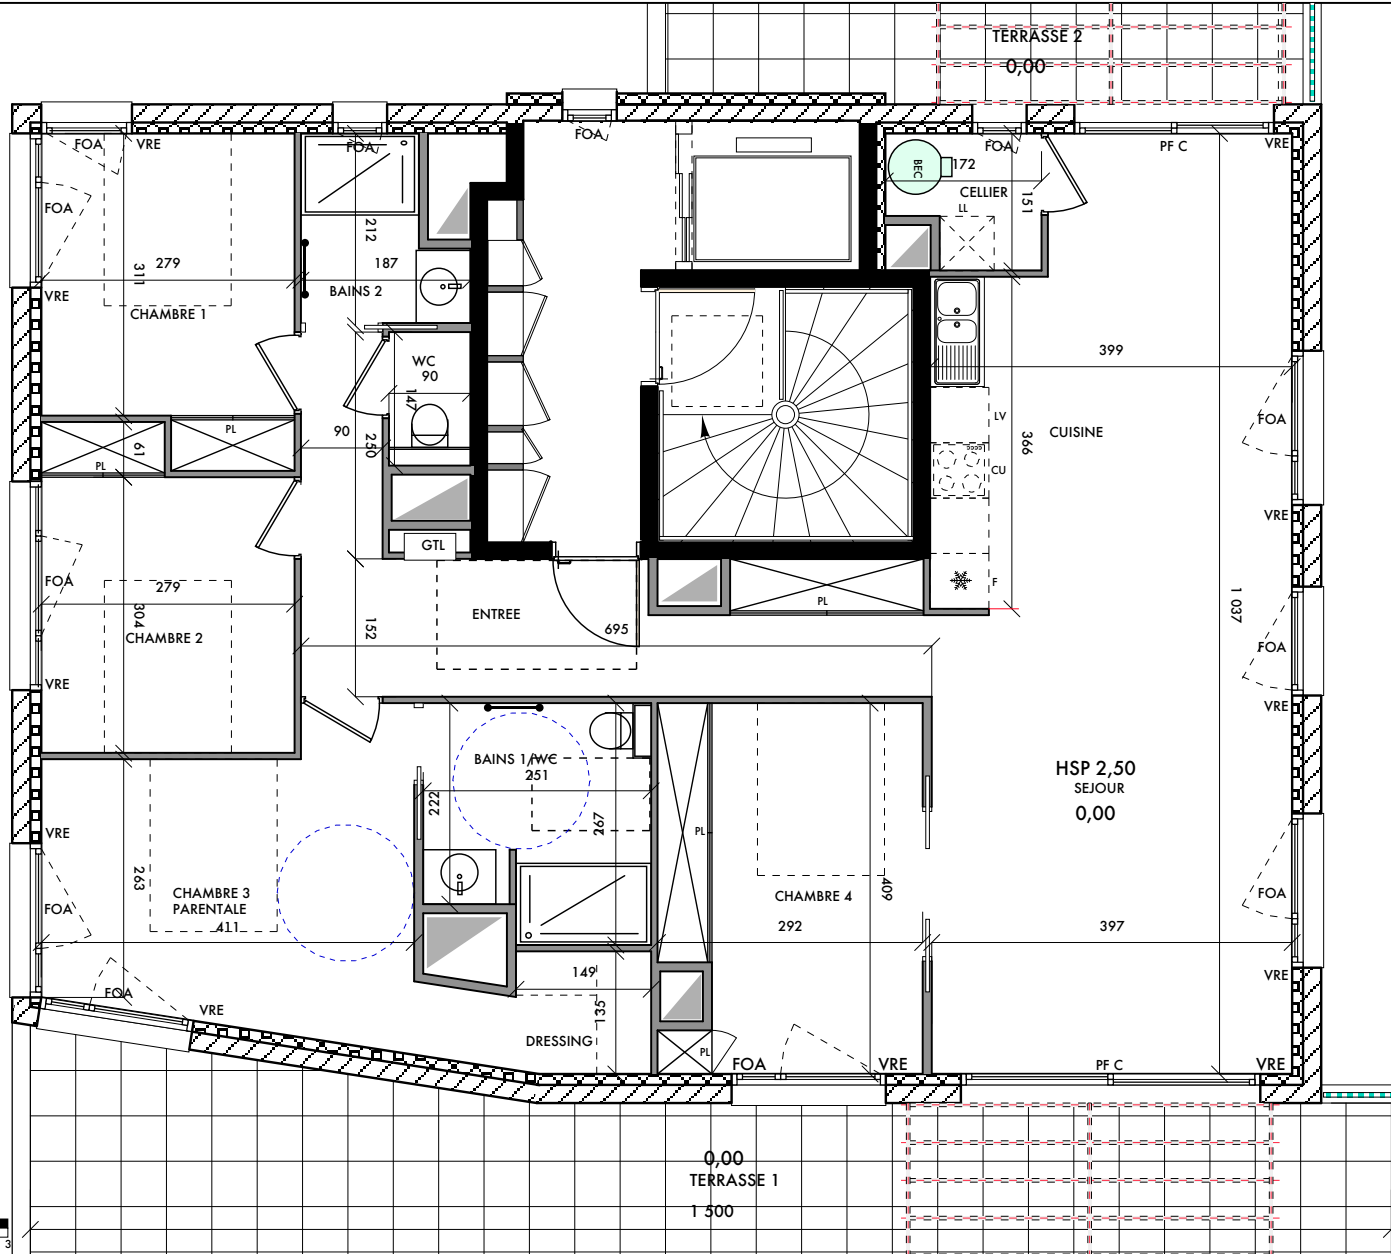 TERRASSE 2
0,00
FOA
VRE
FOA
FOA
FOA
PF C
VRE
BEC
172
CELLIER
LL
151
FOA
212
279
311
187
BAINS 2
VRE
CHAMBRE 1
399
WC
90
147
FOA
LV
PL
90
250
61
PL
366
CUISINE
CU
VRE
GTL
FOA
279
304
CHAMBRE 2
ENTREE
152
695
PL
F
1 037
FOA
VRE
VRE
BAINS 1/WC
251
222
267
HSP 2,50
SEJOUR
0,00
VRE
PL
263
CHAMBRE 3
PARENTALE
411
FOA
CHAMBRE 4
409
292
397
FOA
149
135
VRE
FOA
VRE
DRESSING
PL
FOA
VRE
PF C
VRE
0,00
TERRASSE 1
1 500
3